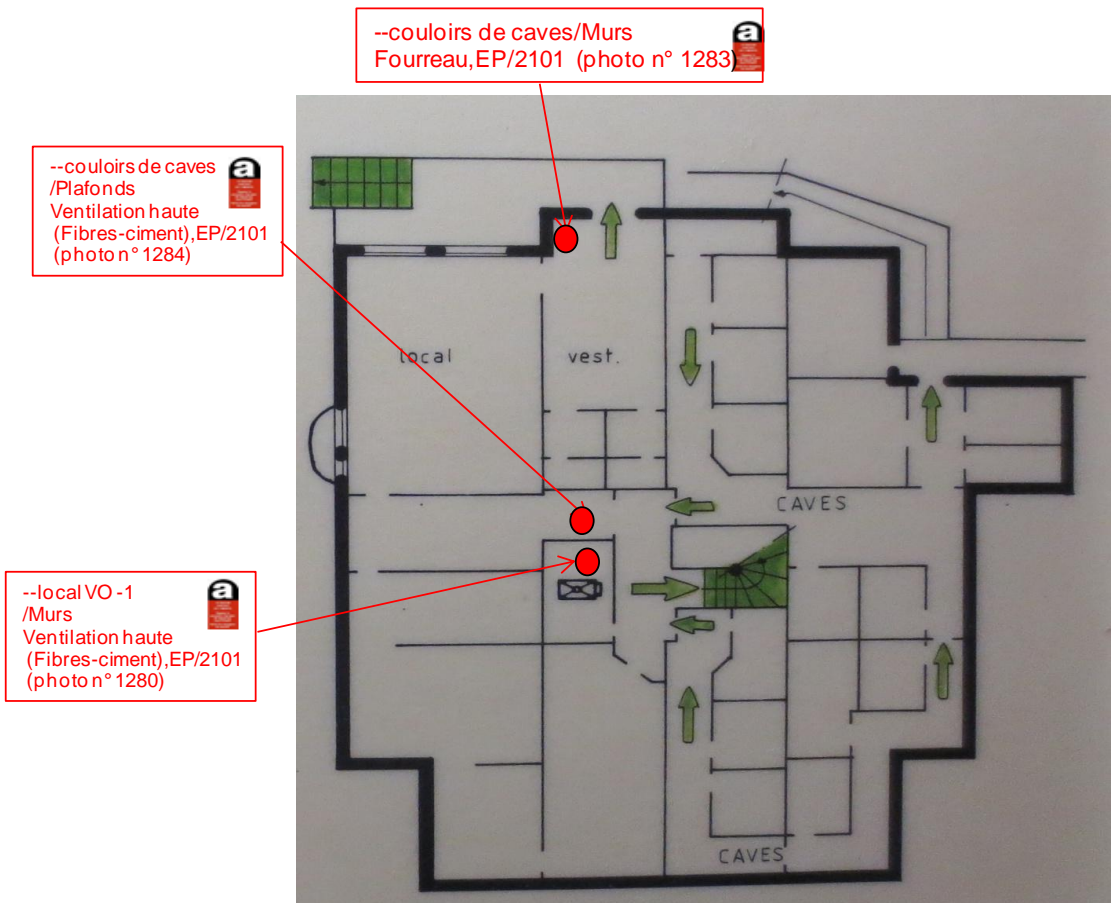 --couloirs de caves/Murs
Fourreau,EP/2101 (photo n° 1283)
a
--couloirs de caves
/Plafonds
Ventilation haute
(Fibres-ciment),EP/2101
(photo n° 1284)
a
local
vest.
CAVES
--local VO -1
/Murs
Ventilation haute
(Fibres-ciment),EP/2101
(photo n° 1280)
a
CAVES